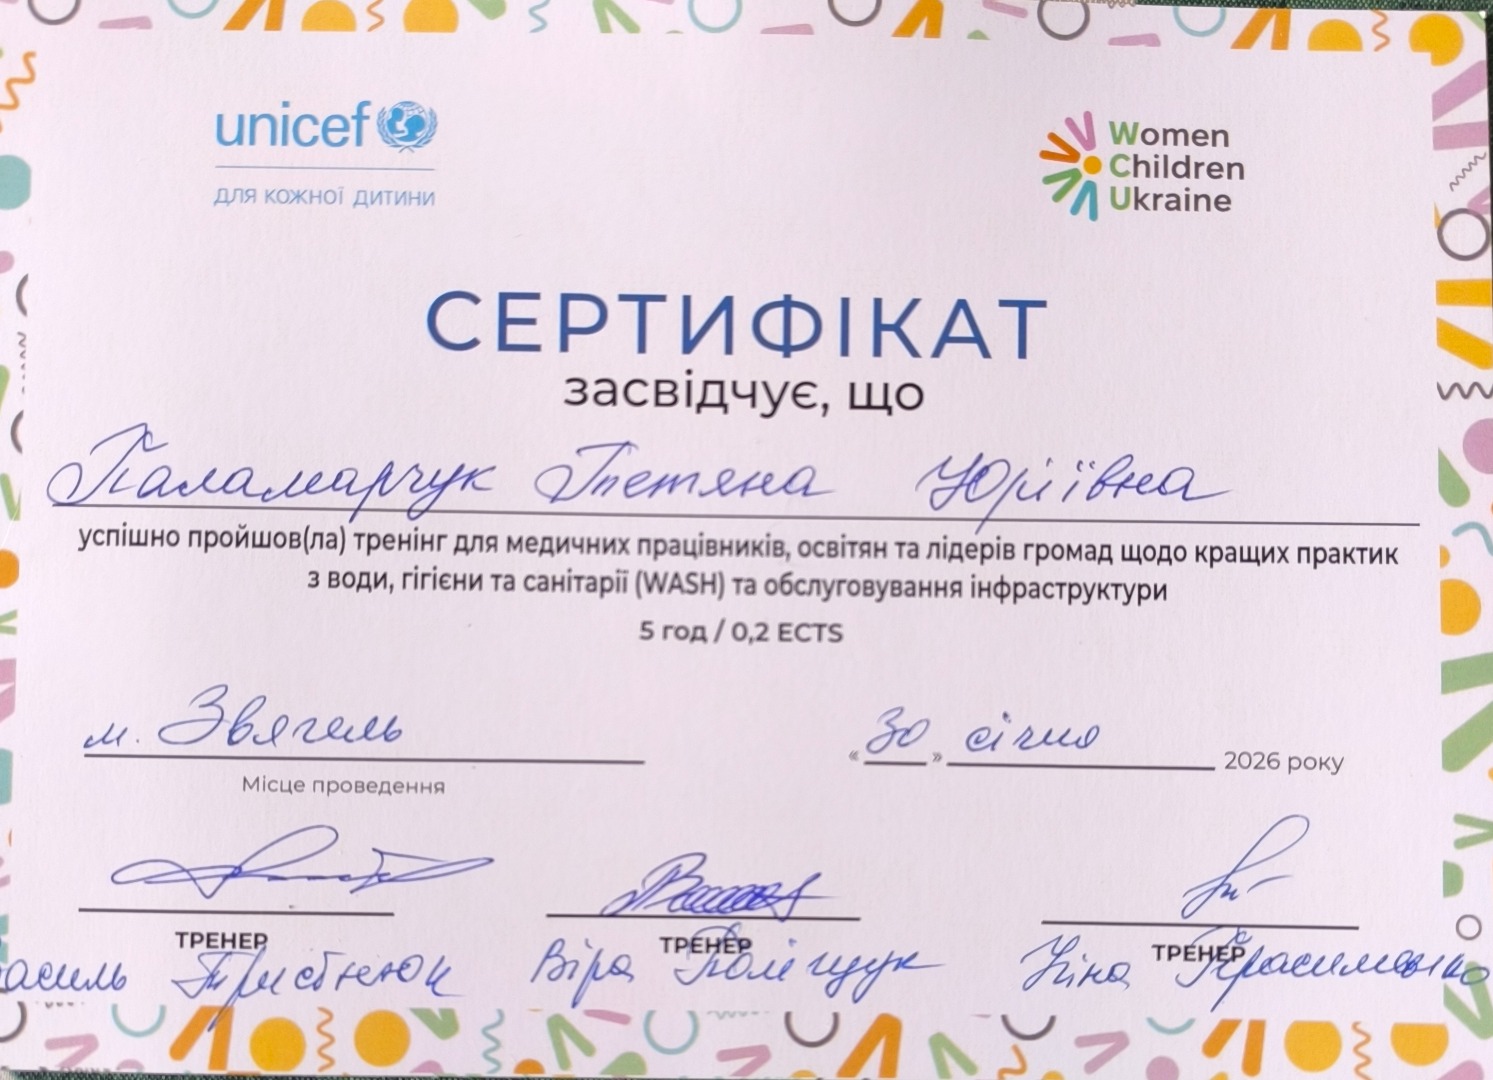 unicef
для кожної дитини
Women
Children
Ukraine
СЕРТИФІКАТ
засвідчує, що
Паламарчук Тетяна Юріївна
успішно пройшов(ла) тренінг для медичних працівників, освітян та лідерів громад щодо кращих практик
з води, гігієни та санітарії (WASH) та обслуговування інфраструктури
5 год / 0,2 ECTS
м. Звягель
«30» січня 2026 року
Місце проведення
ТРЕНЕР ТРЕНЕР ТРЕНЕР
Віра Поліщук